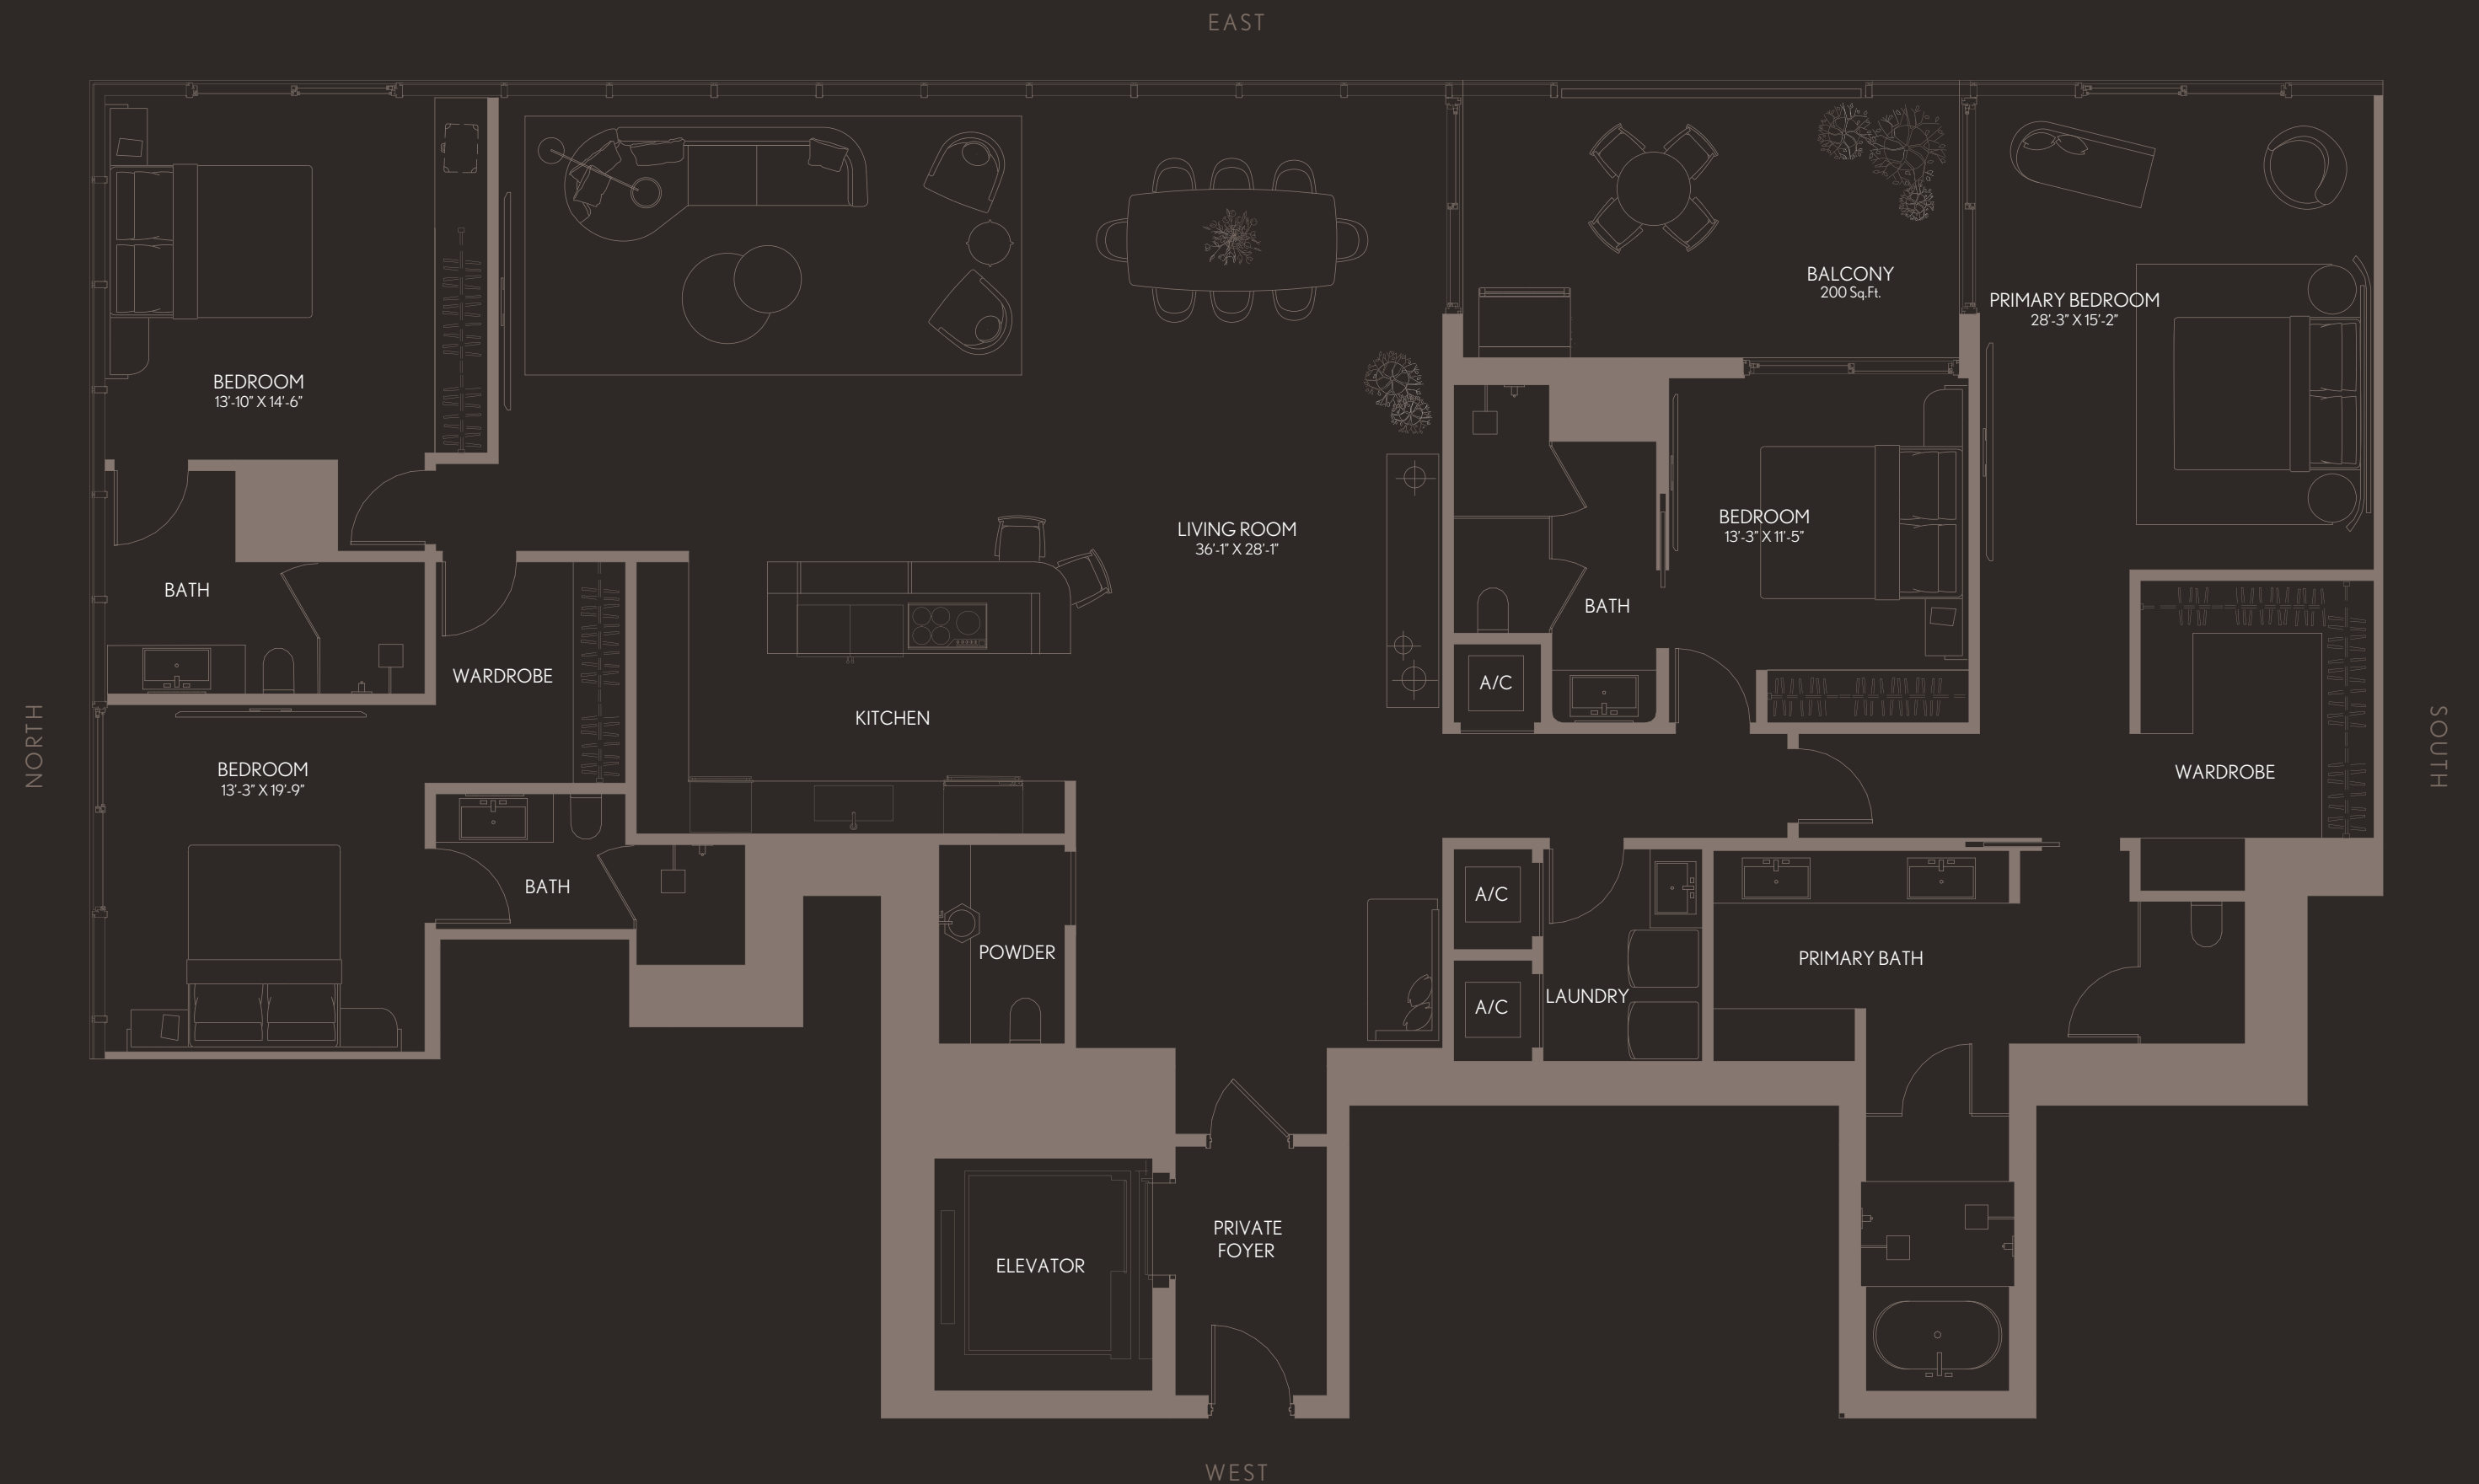 EAST
BALCONY
200 Sq.Ft.
PRIMARY BEDROOM
28'-3" X 15'-2"
BEDROOM
13'-10" X 14'-6"
LIVING ROOM
36'-1" X 28'-1"
BEDROOM
13'-3" X 11'-5"
BATH
BATH
WARDROBE
A/C
KITCHEN
NORTH
SOUTH
BEDROOM
13'-3" X 19'-9"
WARDROBE
BATH
A/C
POWDER
PRIMARY BATH
LAUNDRY
A/C
PRIVATE
FOYER
ELEVATOR
WEST